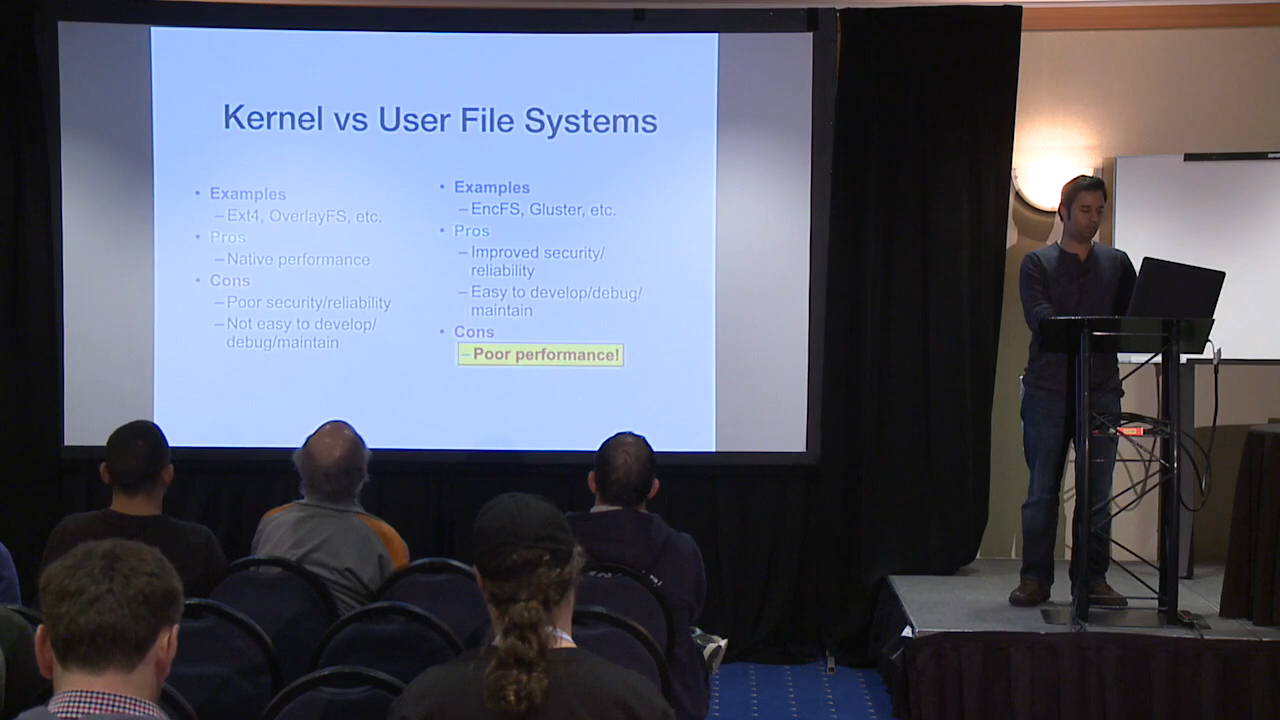 Kernel vs User File Systems
• Examples
–Ext4, OverlayFS, etc.
• Pros
–Native performance
• Cons
–Poor security/reliability
–Not easy to develop/
debug/maintain
• Examples
–EncFS, Gluster, etc.
• Pros
–Improved security/
reliability
–Easy to develop/debug/
maintain
• Cons
–Poor performance!